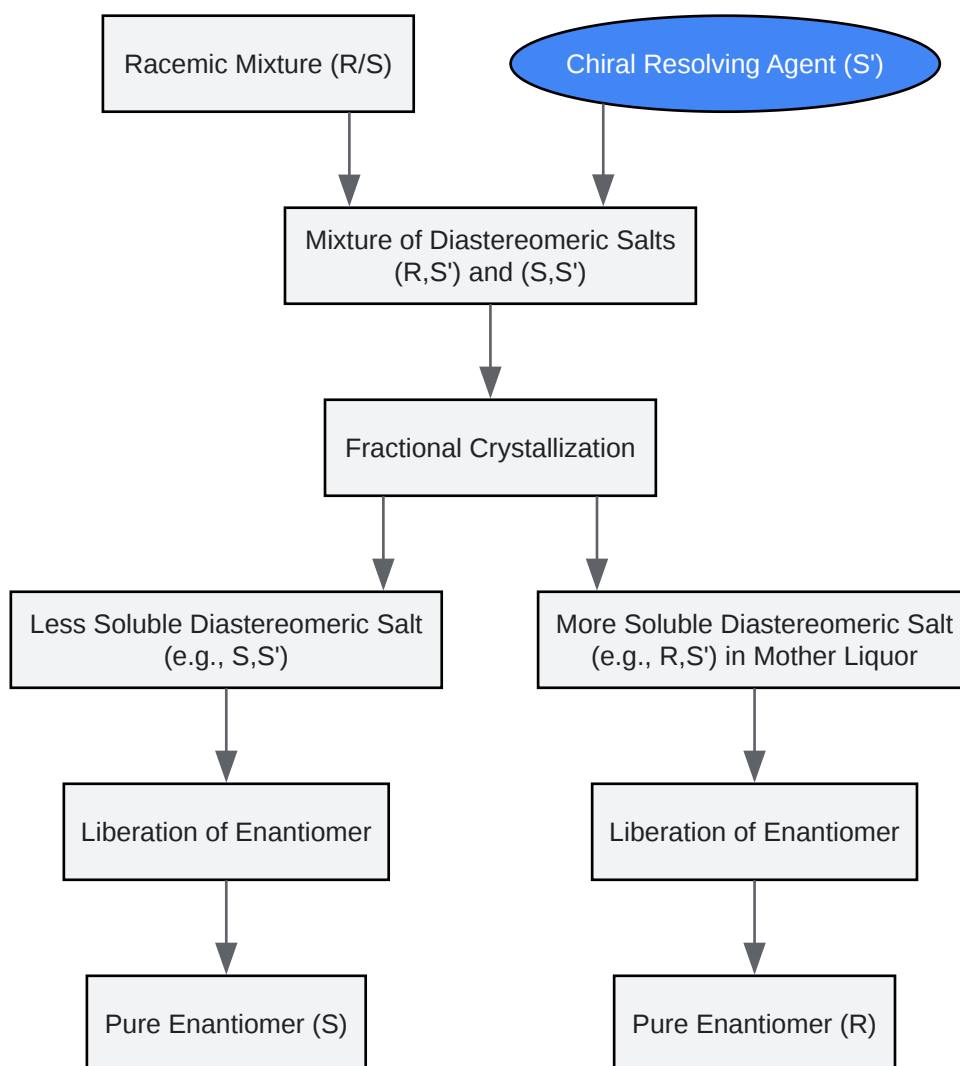 Racemic Mixture (R/S)
Chiral Resolving Agent (S')
Mixture of Diastereomeric Salts
(R,S') and (S,S')
Fractional Crystallization
Less Soluble Diastereomeric Salt
(e.g., S,S')
More Soluble Diastereomeric Salt
(e.g., R,S') in Mother Liquor
Liberation of Enantiomer
Liberation of Enantiomer
Pure Enantiomer (S)
Pure Enantiomer (R)